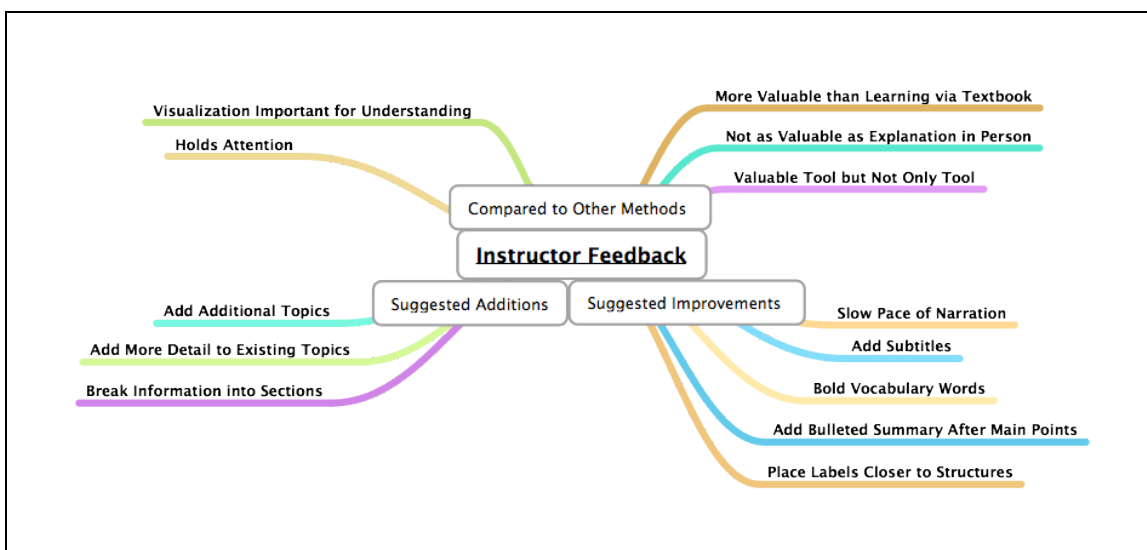 Visualization Important for Understanding
Holds Attention
More Valuable than Learning via Textbook
Not as Valuable as Explanation in Person
Valuable Tool but Not Only Tool
Compared to Other Methods
Instructor Feedback
Suggested Additions
Suggested Improvements
Add Additional Topics
Add More Detail to Existing Topics
Break Information into Sections
Slow Pace of Narration
Add Subtitles
Bold Vocabulary Words
Add Bulleted Summary After Main Points
Place Labels Closer to Structures